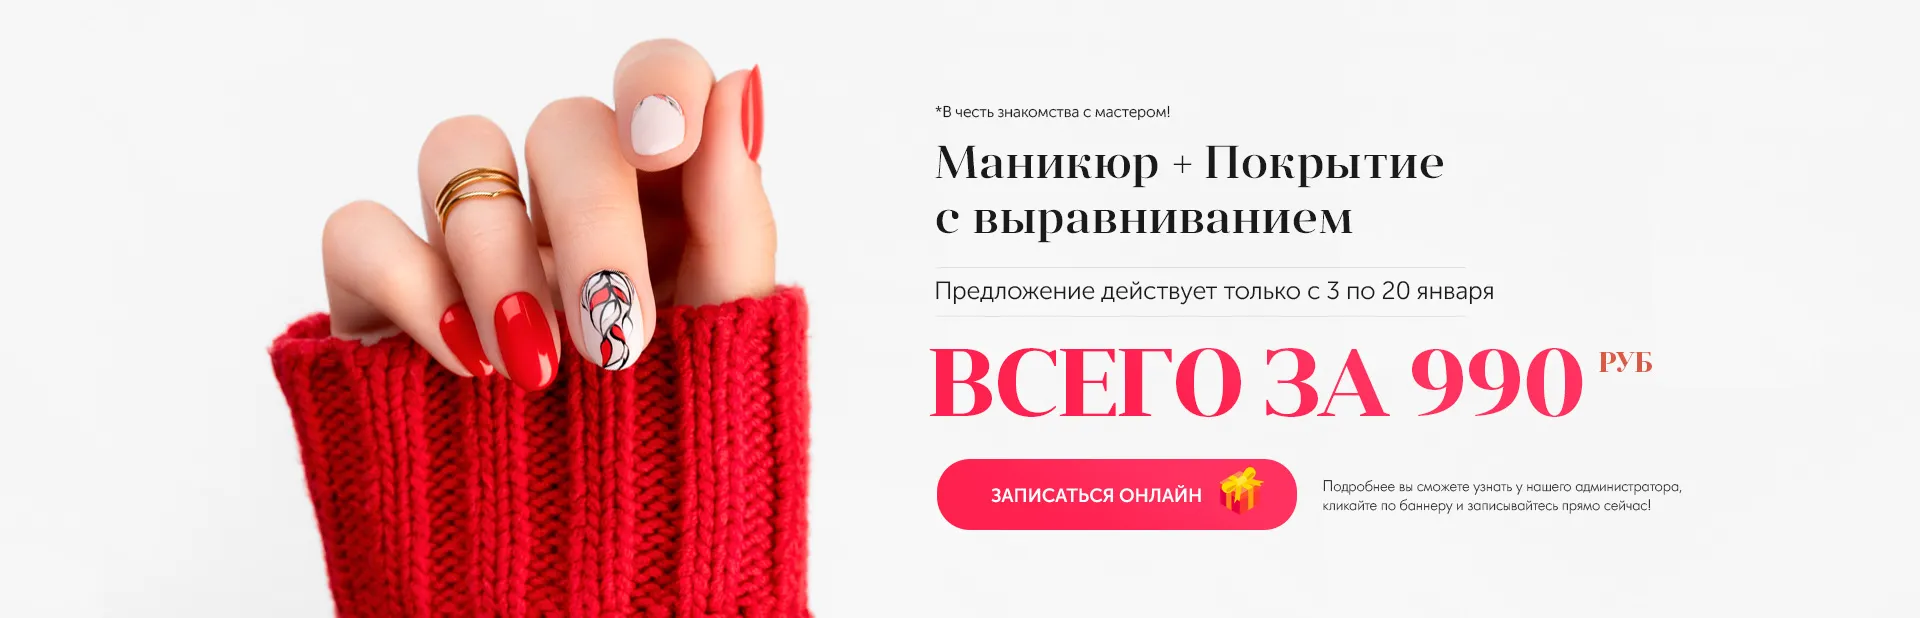 *В честь знакомства с мастером!
Маникюр + Покрытие
с выравниванием
Предложение действует только с 3 по 20 января
ВСЕГО ЗА 990 РУБ
ЗАПИСАТЬСЯ ОНЛАЙН
Подробнее вы сможете узнать у нашего администратора,
кликайте по баннеру и записывайтесь прямо сейчас!